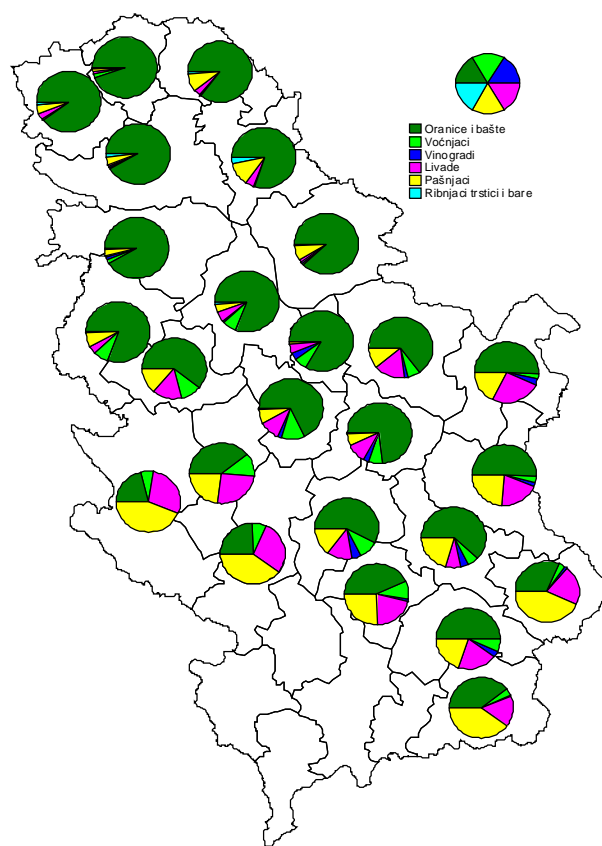 Oranice i bašte
Voćnjaci
Vinogradi
Livade
Pašnjaci
Ribnjaci trstici i bare